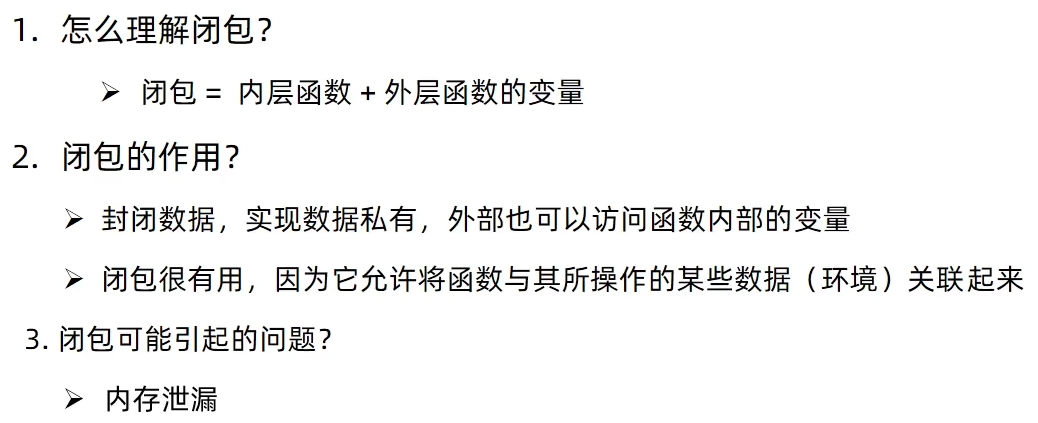 1. 怎么理解闭包？
➢ 闭包 = 内层函数 + 外层函数的变量
2. 闭包的作用？
➢ 封闭数据，实现数据私有，外部也可以访问函数内部的变量
➢ 闭包很有用，因为它允许将函数与其所操作的某些数据（环境）关联起来
3. 闭包可能引起的问题？
➢ 内存泄漏